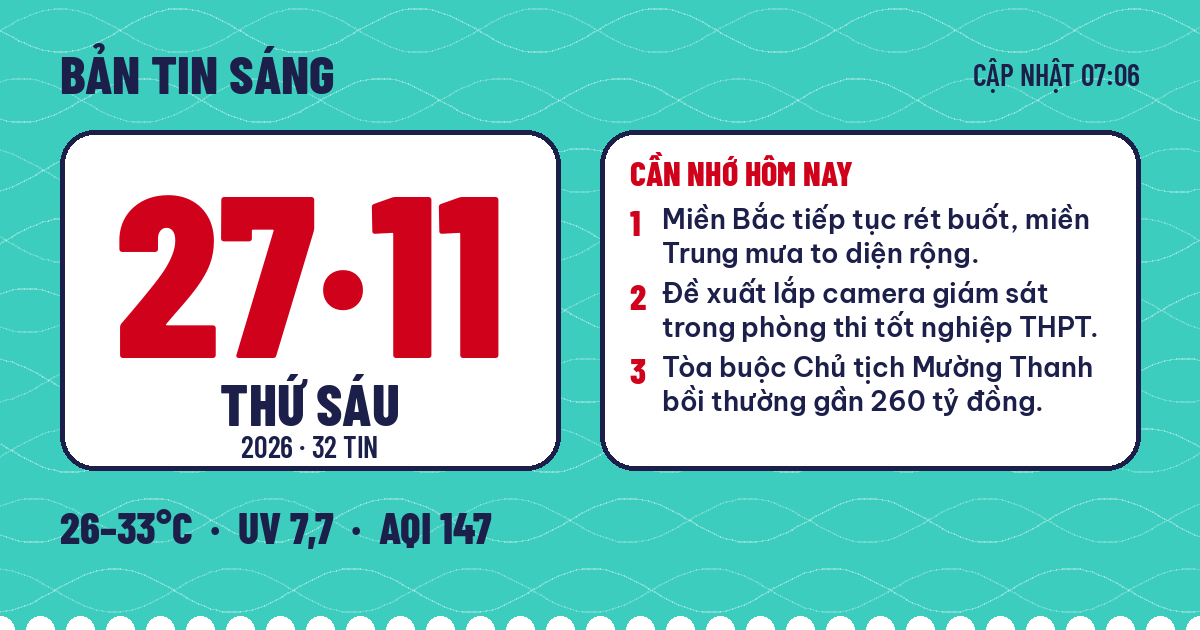 BẢN TIN SÁNG
CẬP NHẬT 07:06
27·11
THỨ SÁU
2026 · 32 TIN
CẦN NHỚ HÔM NAY
1 Miền Bắc tiếp tục rét buốt, miền
Trung mưa to diện rộng.
2 Đề xuất lắp camera giám sát
trong phòng thi tốt nghiệp THPT.
3 Tòa buộc Chủ tịch Mường Thanh
bồi thường gần 260 tỷ đồng.
26–33°C · UV 7,7 · AQI 147